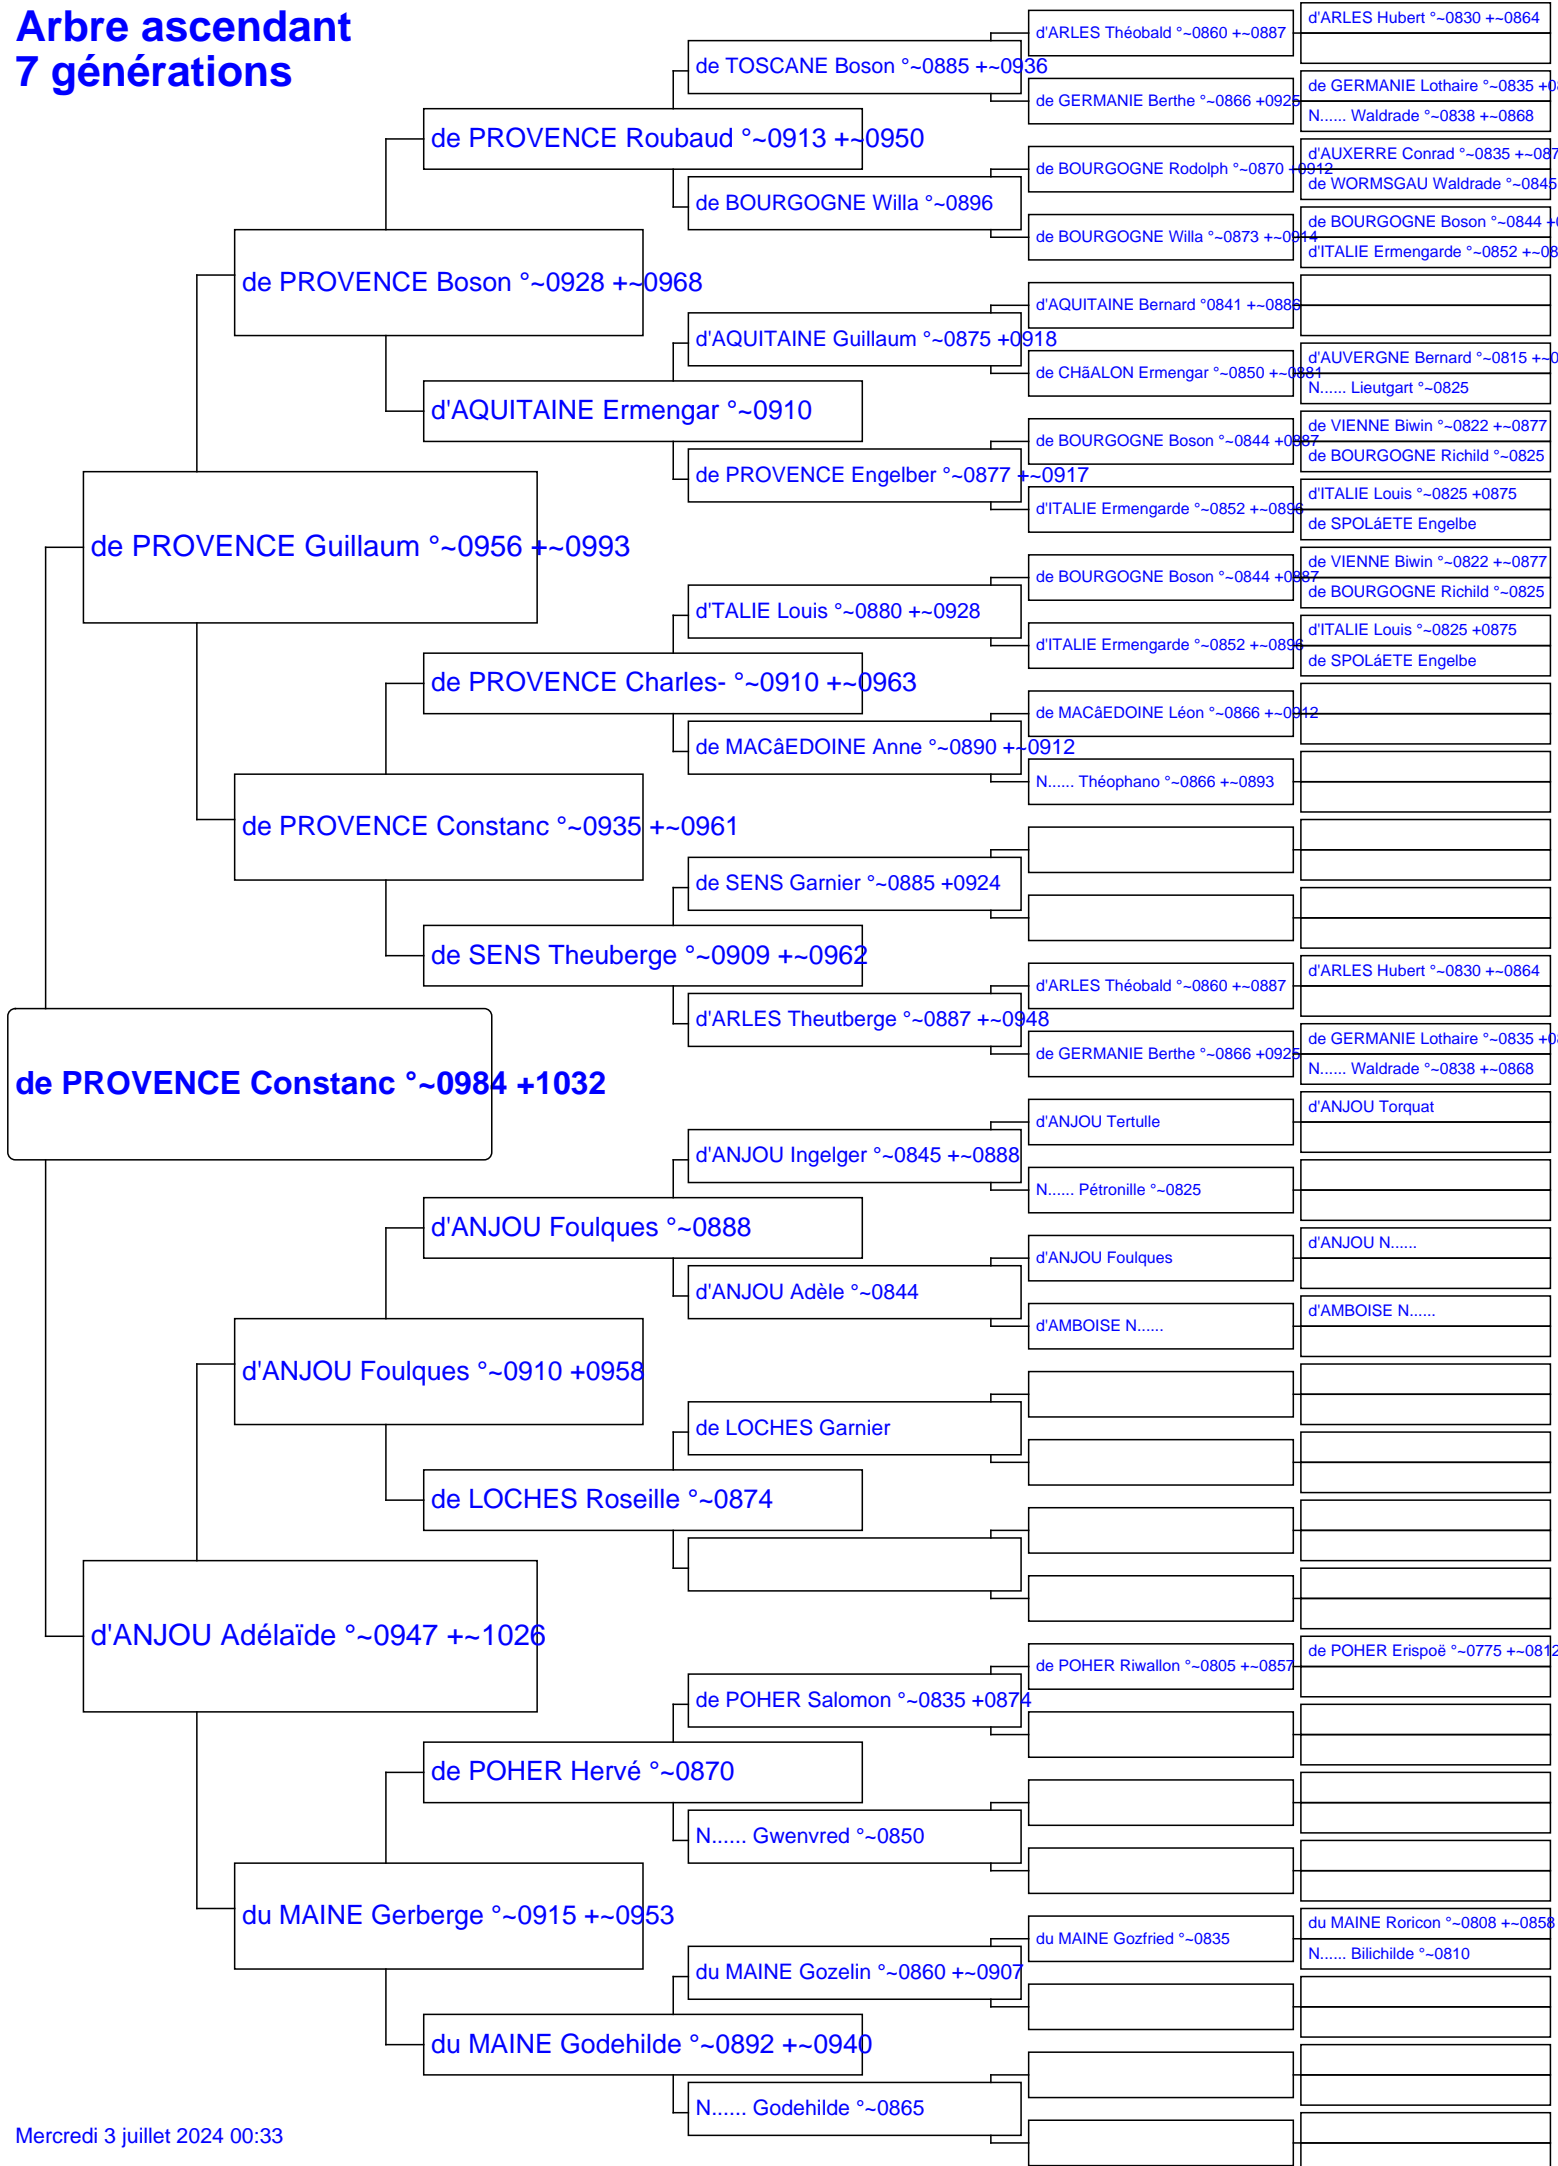 Arbre ascendant
7 générations
de PROVENCE Constanc °~0984 +1032
de PROVENCE Guillaum °~0956 +~0993
d'ANJOU Adélaïde °~0947 +~1026
de PROVENCE Boson °~0928 +~0968
de PROVENCE Constanc °~0935 +~0961
d'ANJOU Foulques °~0910 +0958
du MAINE Gerberge °~0915 +~0953
de PROVENCE Roubaud °~0913 +~0950
d'AQUITAINE Ermengar °~0910
de PROVENCE Charles- °~0910 +~0963
de SENS Theuberge °~0909 +~0962
d'ANJOU Foulques °~0888
de LOCHES Roseille °~0874
de POHER Hervé °~0870
du MAINE Godehilde °~0892 +~0940
de TOSCANE Boson °~0885 +~0936
de BOURGOGNE Willa °~0896
d'AQUITAINE Guillaum °~0875 +0918
de PROVENCE Engelber °~0877 +~0917
d'TALIE Louis °~0880 +~0928
de MACâEDOINE Anne °~0890 +~0912
de SENS Garnier °~0885 +0924
d'ARLES Theutberge °~0887 +~0948
d'ANJOU Ingelger °~0845 +~0888
d'ANJOU Adèle °~0844
de LOCHES Garnier
de POHER Salomon °~0835 +0874
N...... Gwenvred °~0850
du MAINE Gozelin °~0860 +~0907
N...... Godehilde °~0865
d'ARLES Théobald °~0860 +~0887
de GERMANIE Berthe °~0866 +0925
de BOURGOGNE Rodolph °~0870 +0912
de BOURGOGNE Willa °~0873 +~0914
d'AQUITAINE Bernard °0841 +~0886
de CHãALON Ermengar °~0850 +~0881
de BOURGOGNE Boson °~0844 +0887
d'ITALIE Ermengarde °~0852 +~0896
de BOURGOGNE Boson °~0844 +0887
d'ITALIE Ermengarde °~0852 +~0896
de MACâEDOINE Léon °~0866 +~0912
N...... Théophano °~0866 +~0893
d'ARLES Théobald °~0860 +~0887
de GERMANIE Berthe °~0866 +0925
d'ANJOU Tertulle
N...... Pétronille °~0825
d'ANJOU Foulques
d'AMBOISE N......
de POHER Riwallon °~0805 +~0857
du MAINE Gozfried °~0835
d'ARLES Hubert °~0830 +~0864
de GERMANIE Lothaire °~0835 +0
N...... Waldrade °~0838 +~0868
d'AUXERRE Conrad °~0835 +~087
de WORMSGAU Waldrade °~0845
de BOURGOGNE Boson °~0844 +0
d'ITALIE Ermengarde °~0852 +~08
d'AUVERGNE Bernard °~0815 +~0
N...... Lieutgart °~0825
de VIENNE Biwin °~0822 +~0877
de BOURGOGNE Richild °~0825
d'ITALIE Louis °~0825 +0875
de SPOLáETE Engelbe
de VIENNE Biwin °~0822 +~0877
de BOURGOGNE Richild °~0825
d'ITALIE Louis °~0825 +0875
de SPOLáETE Engelbe
d'ARLES Hubert °~0830 +~0864
de GERMANIE Lothaire °~0835 +0
N...... Waldrade °~0838 +~0868
d'ANJOU Torquat
d'ANJOU N......
d'AMBOISE N......
de POHER Erispoë °~0775 +~0812
du MAINE Roricon °~0808 +~0858
N...... Bilichilde °~0810
Mercredi 3 juillet 2024 00:33